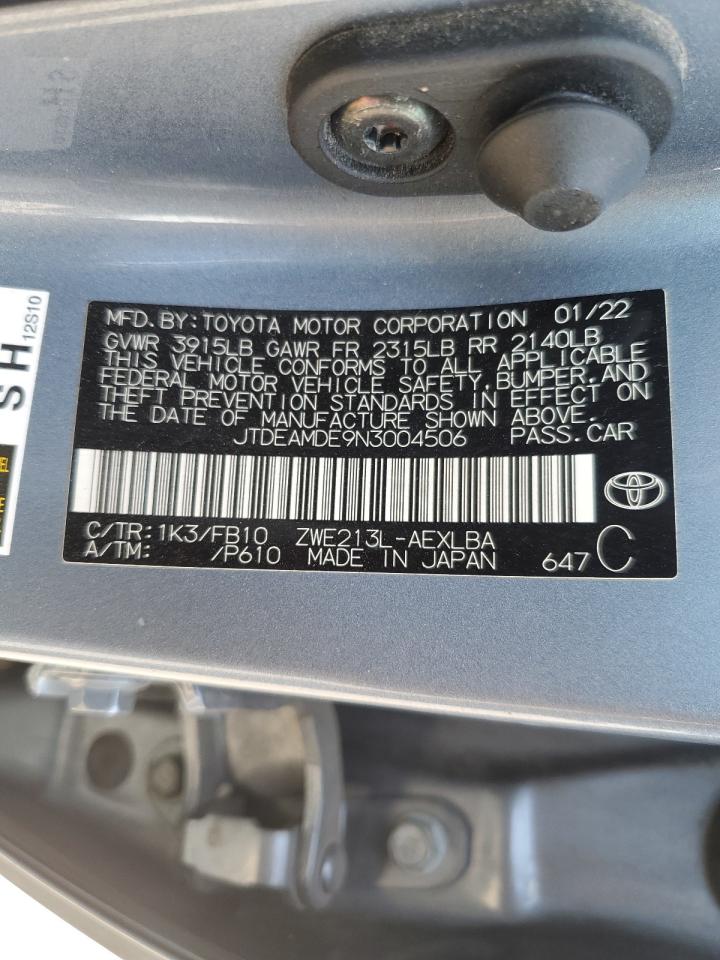 MFD.BY:TOYOTA MOTOR CORPORATION 01/22
GVWR 3915LB GAWR FR 2315LB RR 2140LB
THIS VEHICLE CONFORMS TO ALL APPLICABLE
FEDERAL MOTOR VEHICLE SAFETY,BUMPER,AND
THEFT PREVENTION STANDARDS IN EFFECT ON
THE DATE OF MANUFACTURE SHOWN ABOVE.
JTDEAMDE9N3004506 PASS.CAR
C/TR:1K3/FB10 ZWE213L-AEXLBA
A/TM: /P610 MADE IN JAPAN 647 C
SH
12S10